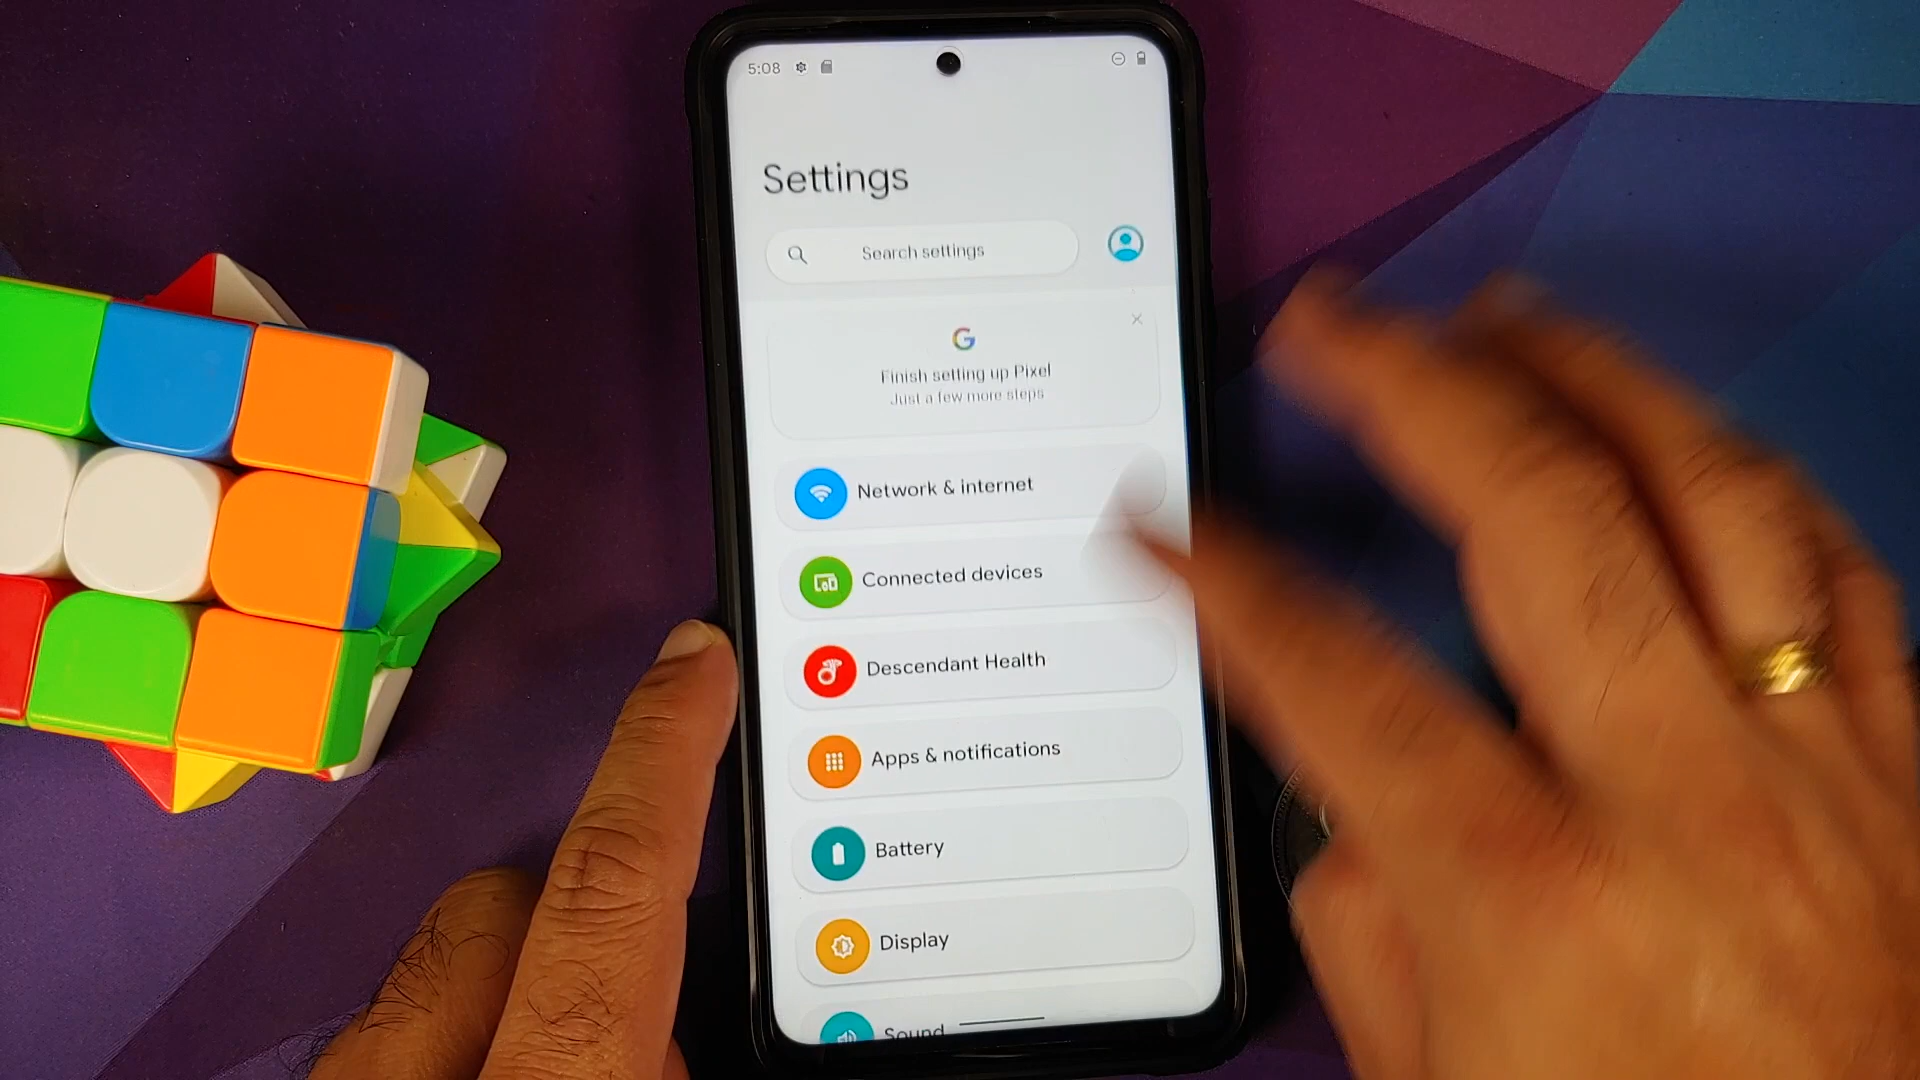 5:08
Settings
Search settings
G
Finish setting up Pixel
Just a few more steps
Network & internet
Connected devices
Descendant Health
Apps & notifications
Battery
Display
Sound